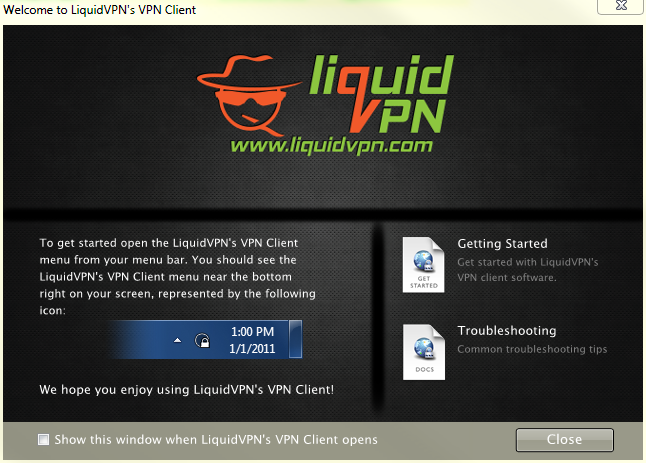 Welcome to LiquidVPN's VPN Client
liquid
VPN
www.liquidvpn.com
To get started open the LiquidVPN's VPN Client
menu from your menu bar. You should see the
LiquidVPN's VPN Client menu near the bottom
right on your screen, represented by the following
icon:
1:00 PM
1/1/2011
We hope you enjoy using LiquidVPN's VPN Client!
Getting Started
Get started with LiquidVPN's
VPN client software.
GET
STARTED
Troubleshooting
Common troubleshooting tips
DOCS
Show this window when LiquidVPN's VPN Client opens
Close